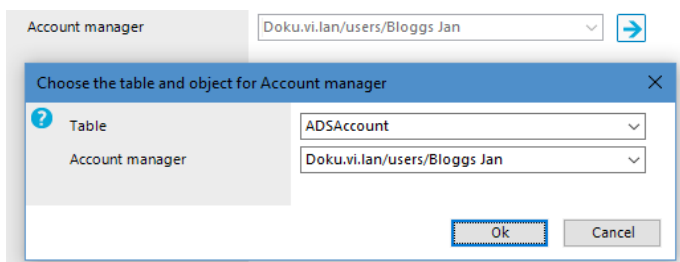 Account manager Doku.vi.lan/users/Bloggs Jan
Choose the table and object for Account manager
? Table ADSAccount
Account manager Doku.vi.lan/users/Bloggs Jan
Ok Cancel